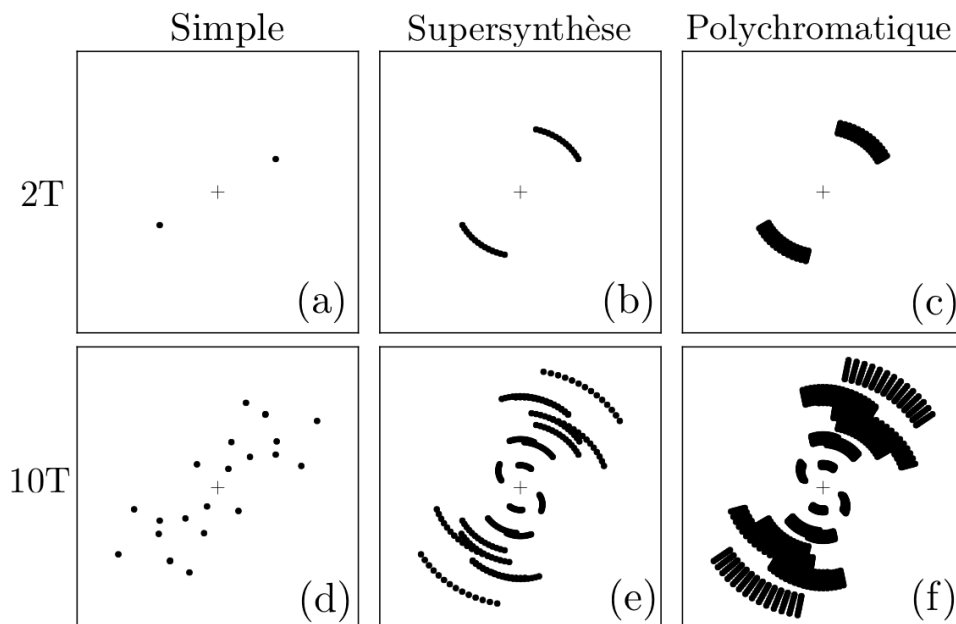 Simple Supersynthèse Polychromatique
2T
(a) (b) (c)
10T
(d) (e) (f)